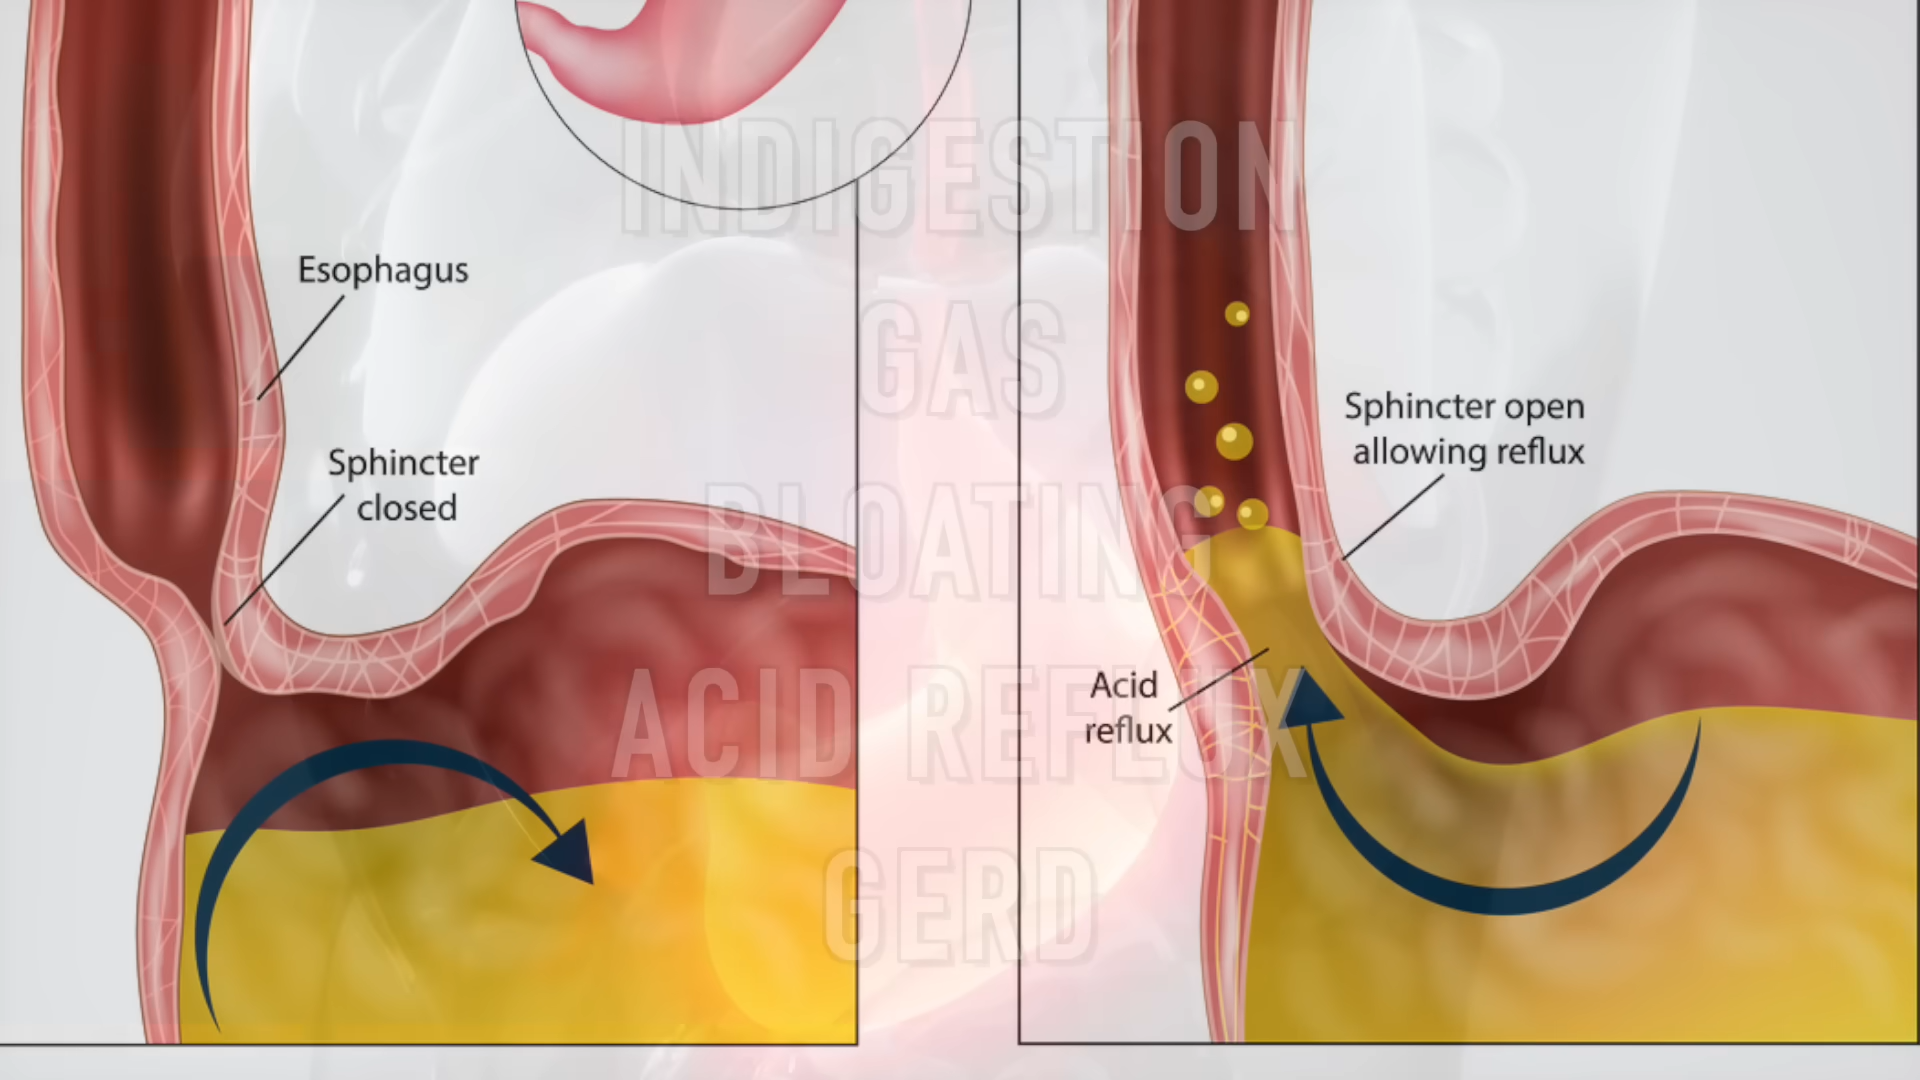 Esophagus
Sphincter
closed
INDIGESTION
GAS
BLOATING
ACID REFLUX
GERD
Sphincter open
allowing reflux
Acid
reflux